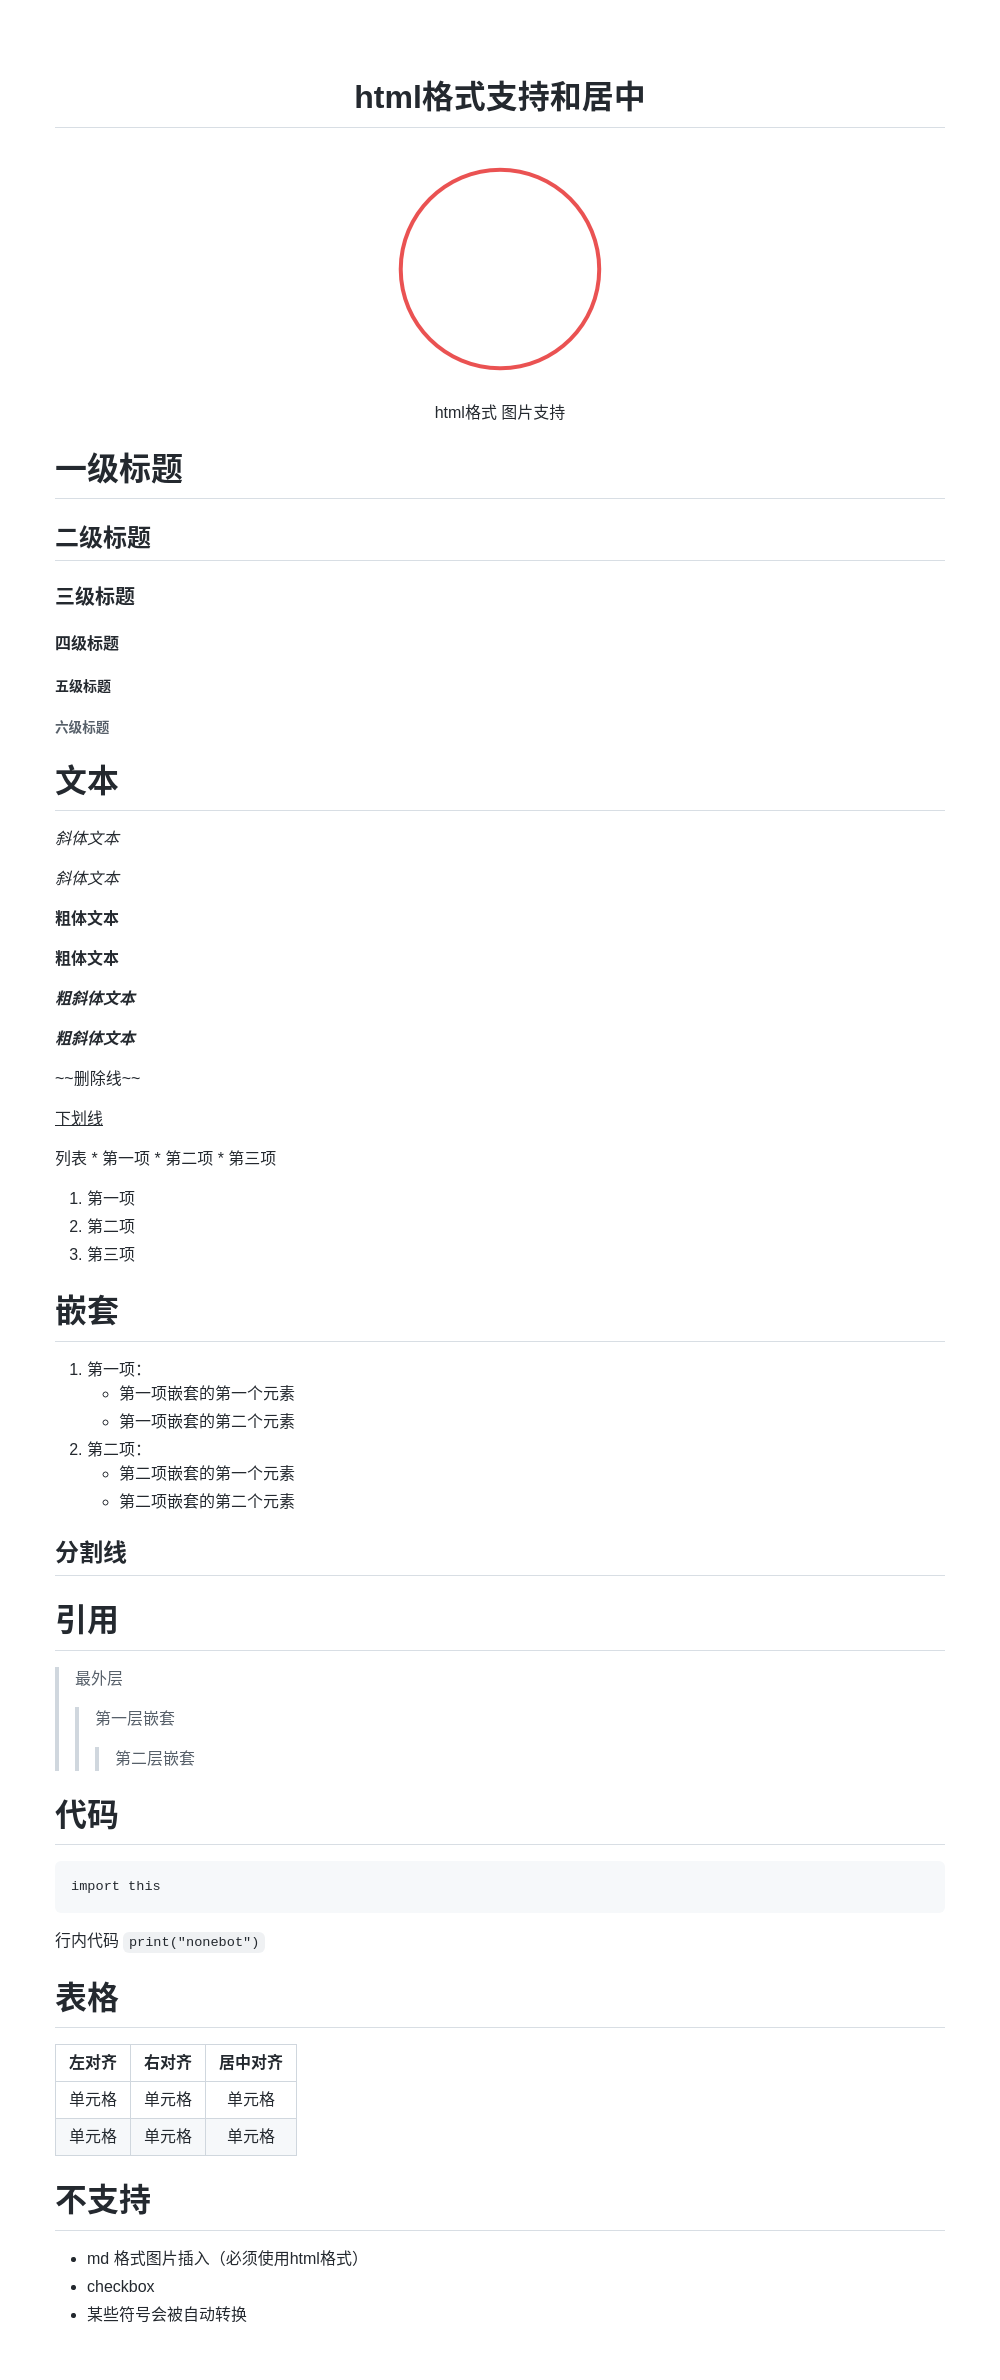 html格式支持和居中
html格式 图片支持
一级标题
二级标题
三级标题
四级标题
五级标题
六级标题
文本
斜体文本
斜体文本
粗体文本
粗体文本
粗斜体文本
粗斜体文本
~~删除线~~
下划线
列表 * 第一项 * 第二项 * 第三项
1. 第一项
2. 第二项
3. 第三项
嵌套
1. 第一项：
第一项嵌套的第一个元素
第一项嵌套的第二个元素
2. 第二项：
第二项嵌套的第一个元素
第二项嵌套的第二个元素
分割线
引用
最外层
第一层嵌套
第二层嵌套
代码
import this
行内代码 print("nonebot")
表格
左对齐 右对齐 居中对齐
单元格 单元格 单元格
单元格 单元格 单元格
不支持
md 格式图片插入（必须使用html格式）
checkbox
某些符号会被自动转换